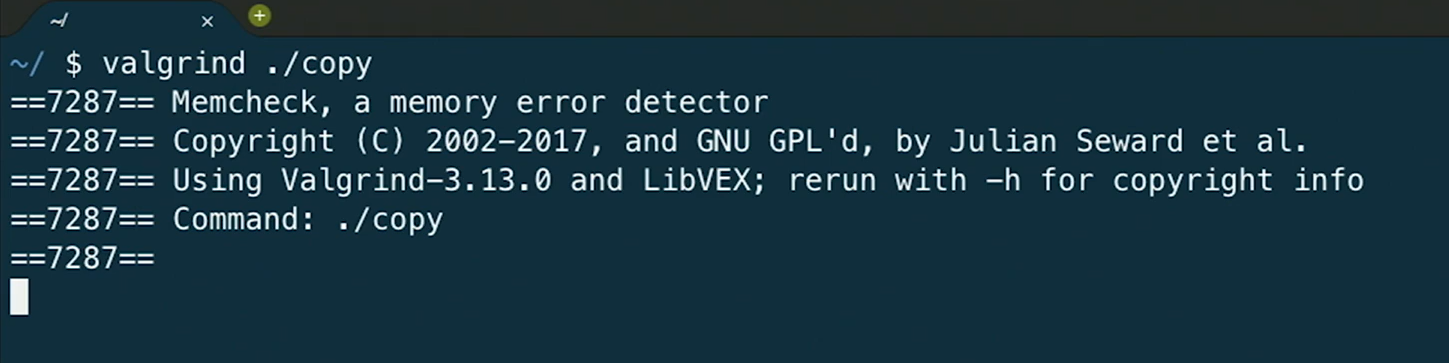 ~/
~/ $ valgrind ./copy
==7287== Memcheck, a memory error detector
==7287== Copyright (C) 2002-2017, and GNU GPL'd, by Julian Seward et al.
==7287== Using Valgrind-3.13.0 and LibVEX; rerun with -h for copyright info
==7287== Command: ./copy
==7287==